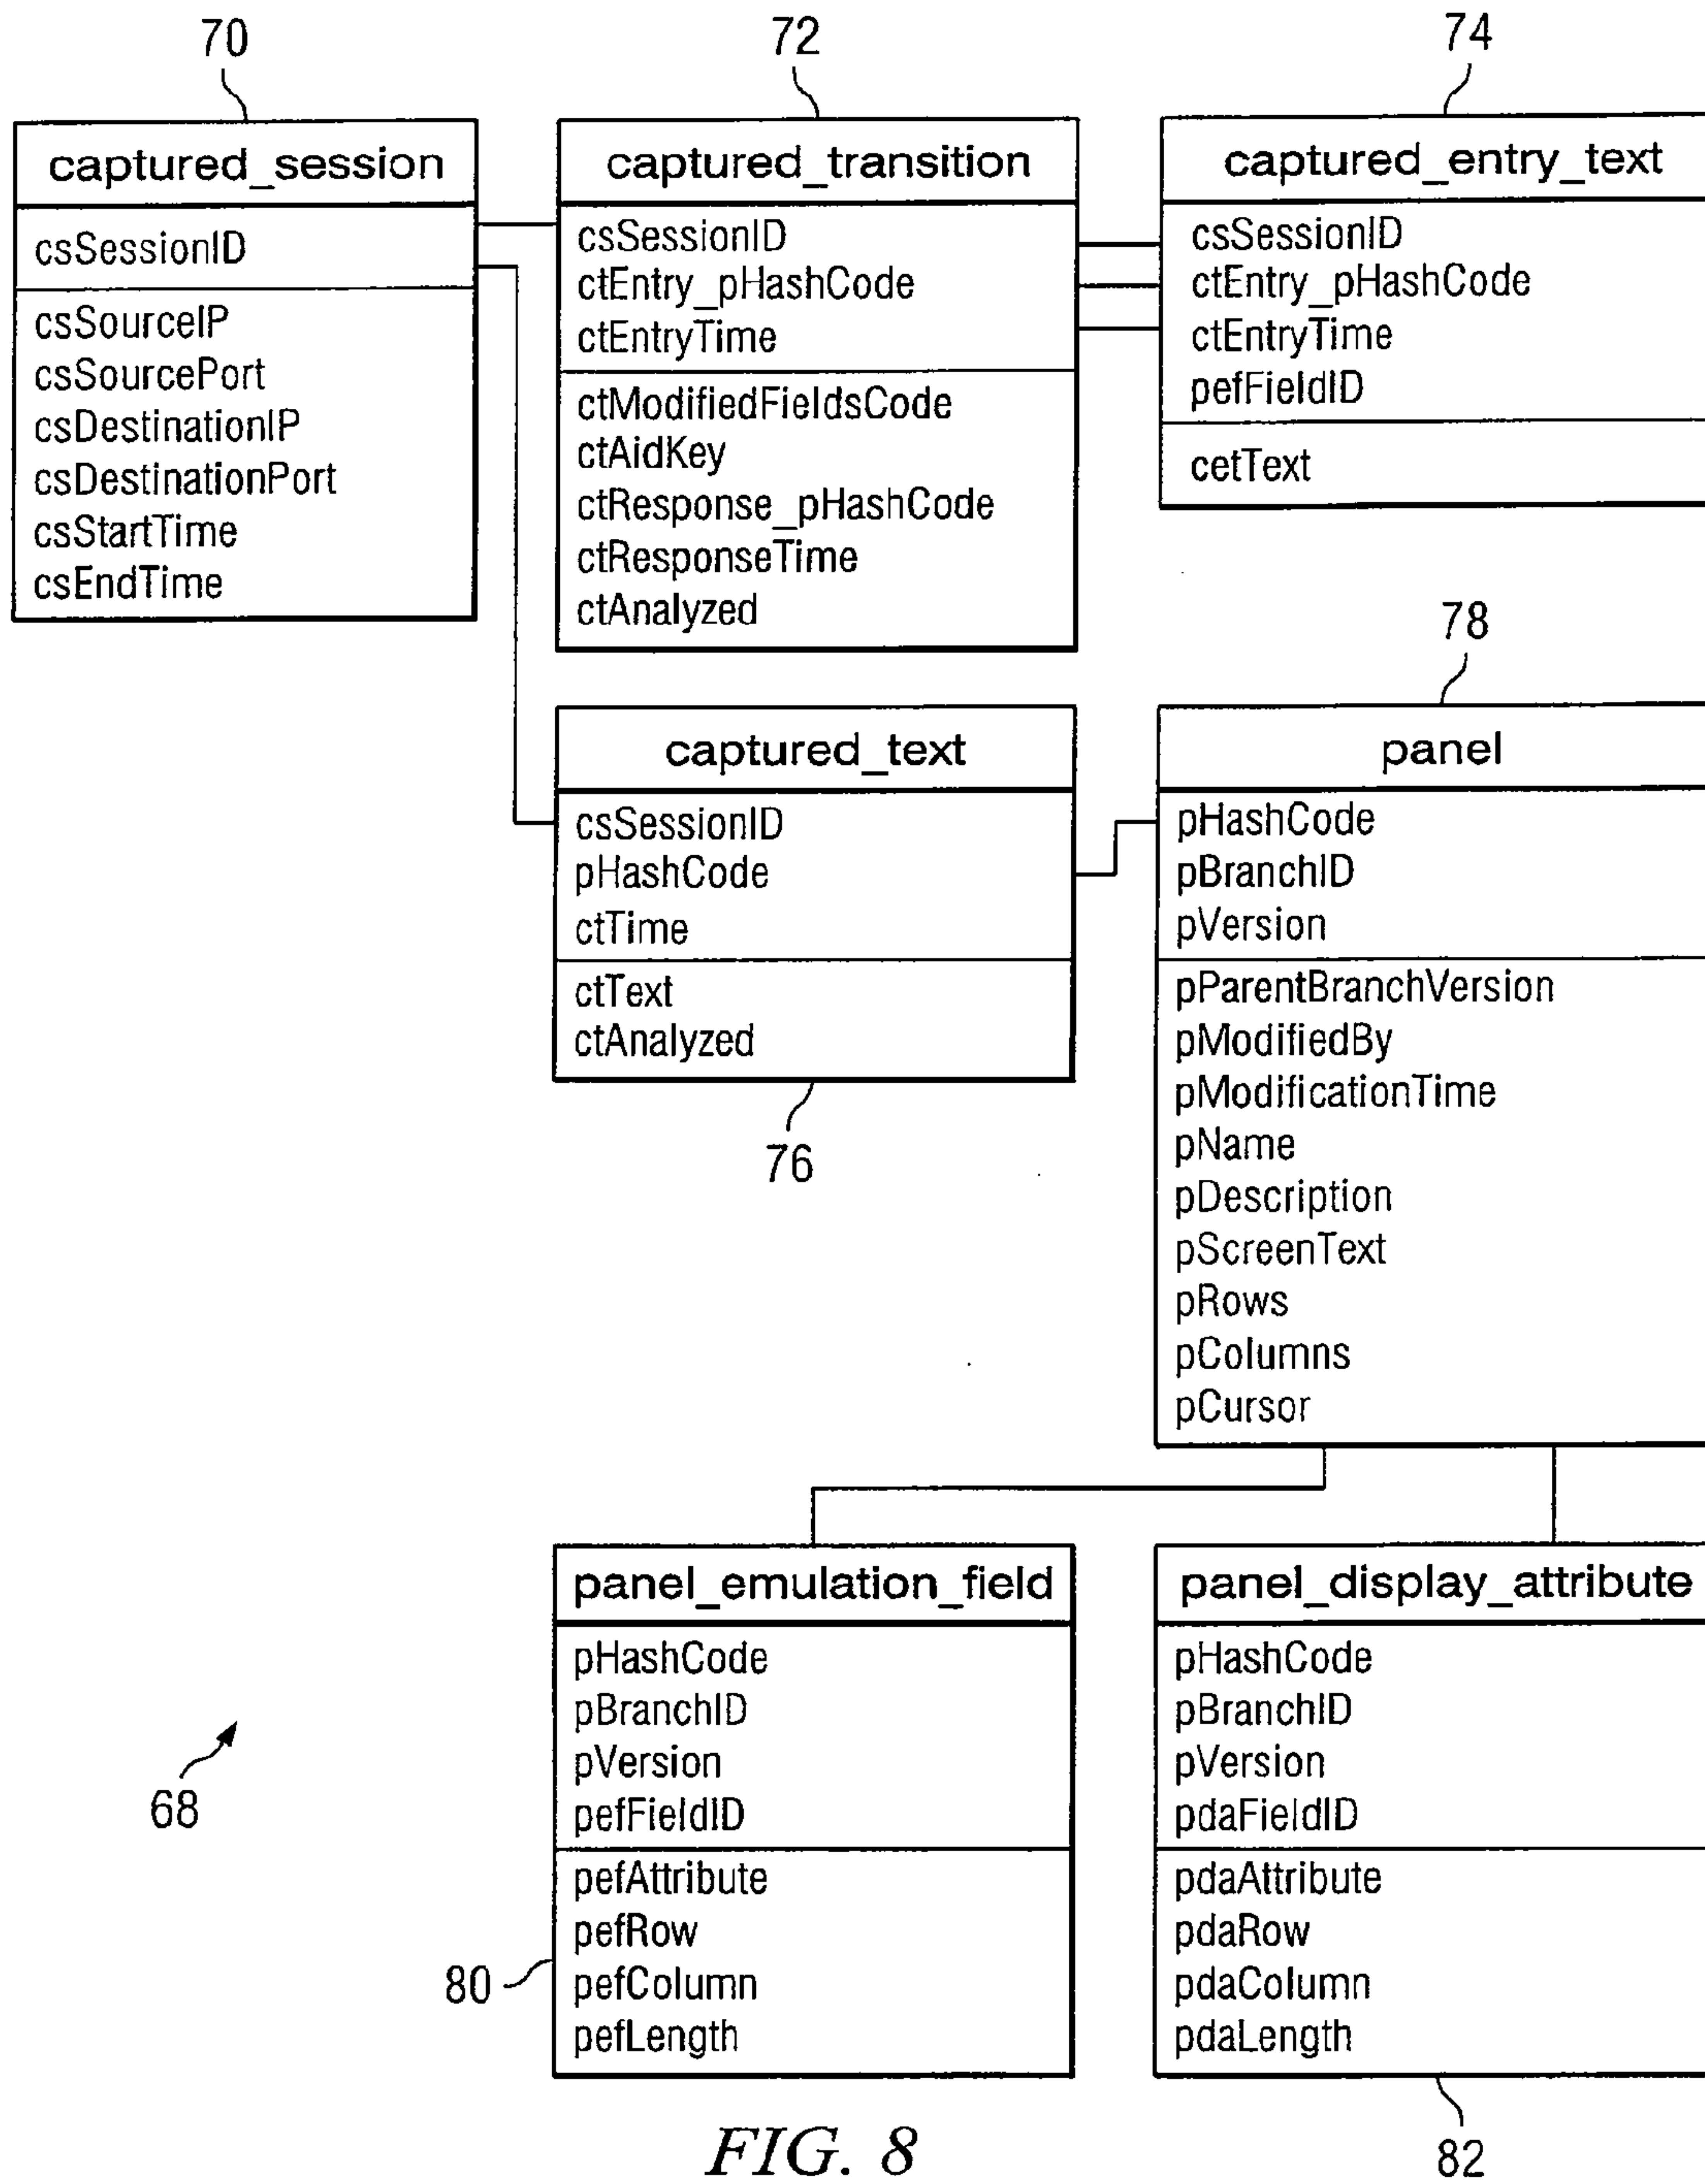 70
captured_session
csSessionID
csSourceIP
csSourcePort
csDestinationIP
csDestinationPort
csStartTime
csEndTime
72
captured_transition
csSessionID
ctEntry_pHashCode
ctEntryTime
ctModifiedFieldsCode
ctAidKey
ctResponse_pHashCode
ctResponseTime
ctAnalyzed
74
captured_entry_text
csSessionID
ctEntry_pHashCode
ctEntryTime
pefFieldID
cetText
captured_text
csSessionID
pHashCode
ctTime
ctText
ctAnalyzed
76
78
panel
pHashCode
pBranchID
pVersion
pParentBranchVersion
pModifiedBy
pModificationTime
pName
pDescription
pScreenText
pRows
pColumns
pCursor
68
panel_emulation_field
pHashCode
pBranchID
pVersion
pefFieldID
pefAttribute
pefRow
pefColumn
pefLength
80
panel_display_attribute
pHashCode
pBranchID
pVersion
pdaFieldID
pdaAttribute
pdaRow
pdaColumn
pdaLength
82
FIG. 8